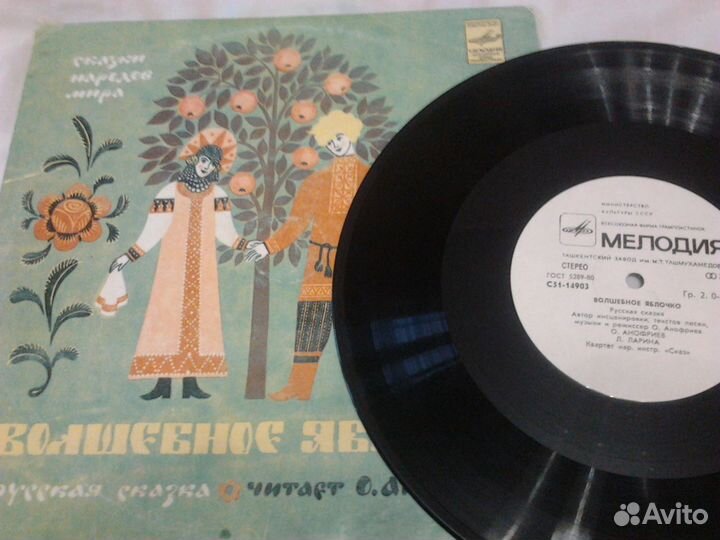 сказки
народов
мира
МЕЛОДИЯ
ВОЛШЕБНОЕ ЯБ
русская сказка читает О. Ан
МИНИСТЕРСТВО
КУЛЬТУРЫ СССР
ВСЕСОЮЗНАЯ ФИРМА ГРАМПЛАСТИНОК
МЕЛОДИЯ
ТАШКЕНТСКИЙ ЗАВОД ИМ. М.Т. ТАШМУХАМЕДОВ
СТЕРЕО
ГОСТ 5289-80
Гр. 2. 0-
С51-14903
ВОЛШЕБНОЕ ЯБЛОЧКО
Русская сказка
Автор инсценировки, текстов песен,
музыки и режиссер О. Анофриев
О. АНОФРИЕВ
Л. ЛАРИНА
Квартет нар. инстр. «Сказ»
Avito